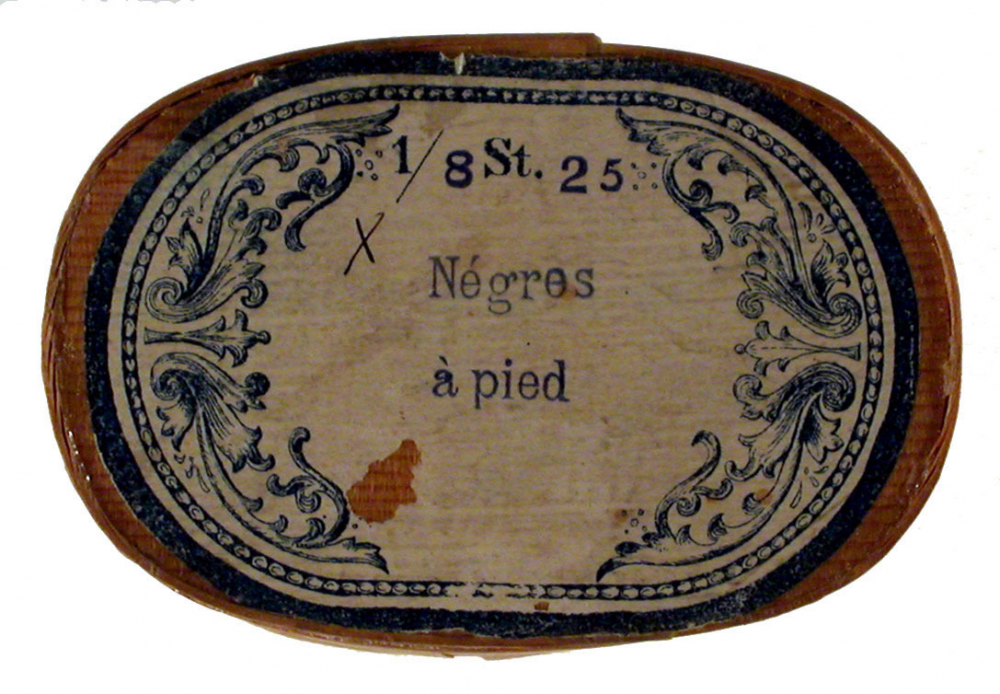 1/8 St. 25
X
Négres
à pied